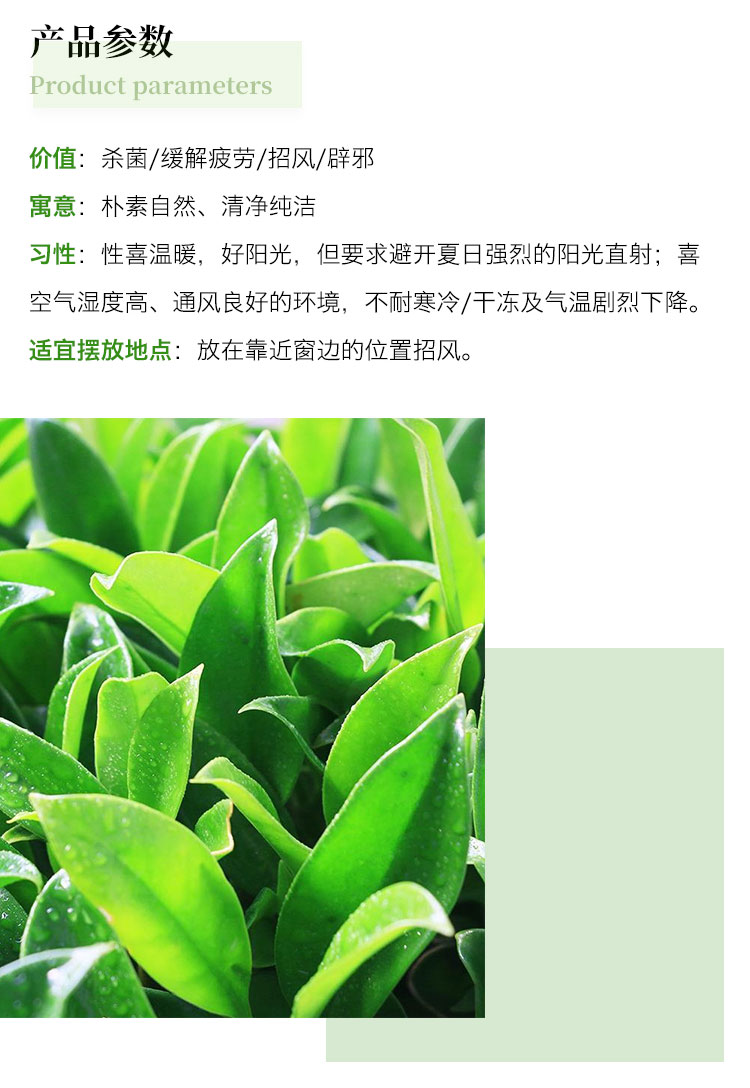 产品参数
Product parameters
价值：杀菌/缓解疲劳/招风/辟邪
寓意：朴素自然、清净纯洁
习性：性喜温暖，好阳光，但要求避开夏日强烈的阳光直射；喜
空气湿度高、通风良好的环境，不耐寒冷/干冻及气温剧烈下降。
适宜摆放地点：放在靠近窗边的位置招风。